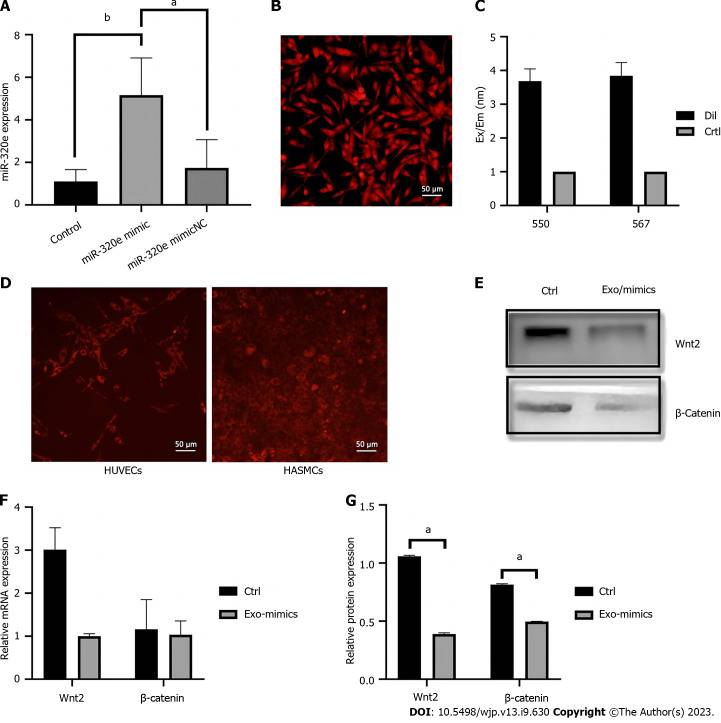 A
b
a
miR-320e expression
8
6
4
2
0
Control
miR-320e mimic
miR-320e mimicNC
B
50 µm
C
Ex/Em (nm)
5
4
3
2
1
0
550
567
Dil
Crtl
D
50 µm
50 µm
HUVECs
HASMCs
E
Ctrl
Exo/mimics
Wnt2
β-Catenin
F
Relative mRNA expression
4
3
2
1
0
Wnt2
β-catenin
Ctrl
Exo-mimics
G
Relative protein expression
1.5
1.0
0.5
0.0
a
a
Wnt2
β-catenin
Ctrl
Exo-mimics
DOI: 10.5498/wjp.v13.i9.630 Copyright ©The Author(s) 2023.